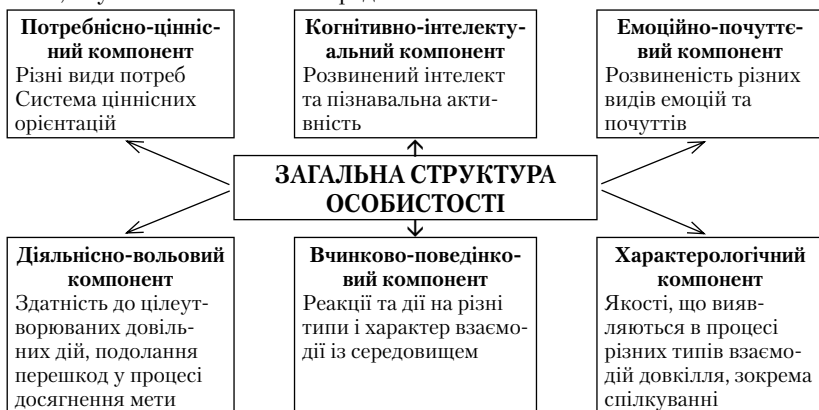 Потребнісно-цінніс-
ний компонент
Різні види потреб
Система ціннісних
орієнтацій
Когнітивно-інтелекту-
альний компонент
Розвинений інтелект
та пізнавальна акти-
вність
Емоційно-почуттє-
вий компонент
Розвиненість різних
видів емоцій та
почуттів
ЗАГАЛЬНА СТРУКТУРА
ОСОБИСТОСТІ
Діяльнісно-вольовий
компонент
Здатність до цілеут-
ворюваних довіль-
них дій, подолання
перешкод у процесі
досягнення мети
Вчинково-поведінко-
вий компонент
Реакції та дії на різні
типи і характер взаємо-
дії із середовищем
Характерологічний
компонент
Якості, що вияв-
ляються в процесі
різних типів взаємо-
дій довкілля, зокрема
спілкуванні